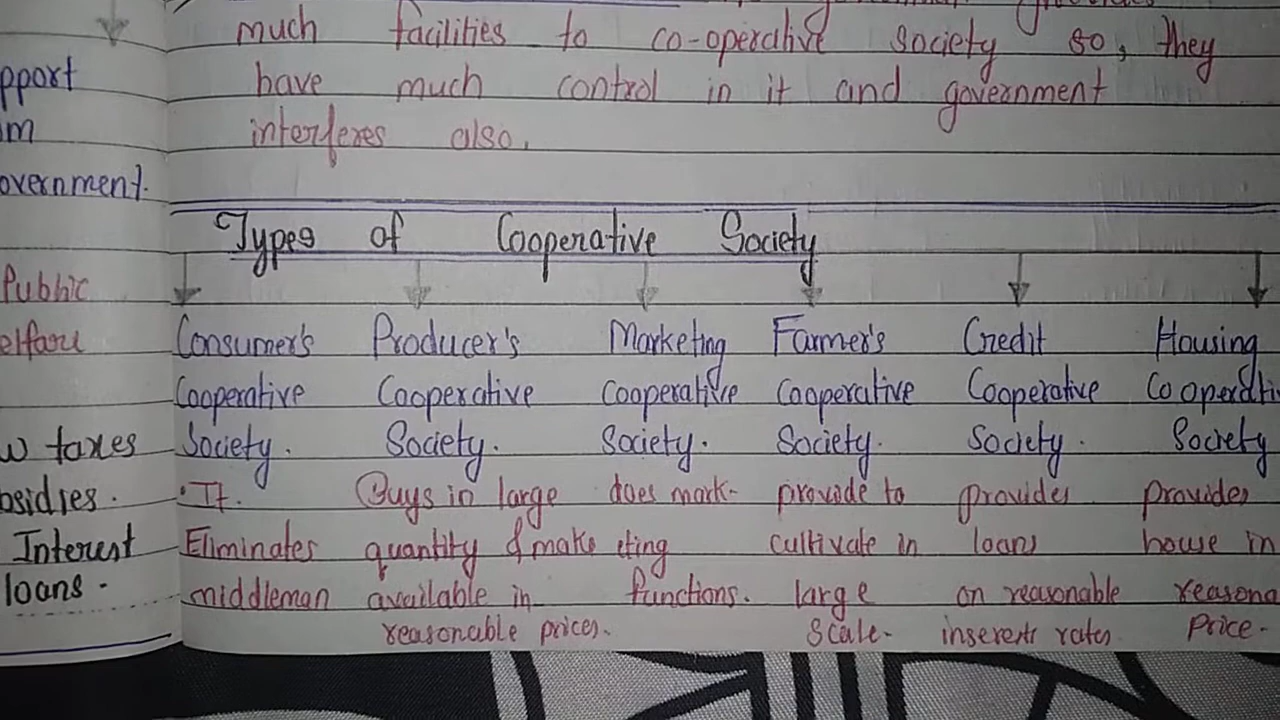 much facilities to co-operative society so, they
have much control in it and government
interferes also.
pport
overnment.
Public
taxes
Interest
loans.
Types of Cooperative Society
Consumer's Producer's Marketing Farmer's Credit Housing
Cooperative Cooperative Cooperative Cooperative Cooperative Cooperati
Society. Society. Society. Society. Society. Society
• It. Buys in large does mark- provide to provides provides
Eliminates quantity & make eting cultivate in loans house in
middleman available in functions. large on reasonable reasona
reasonable prices. Scale. inserets rates Price.